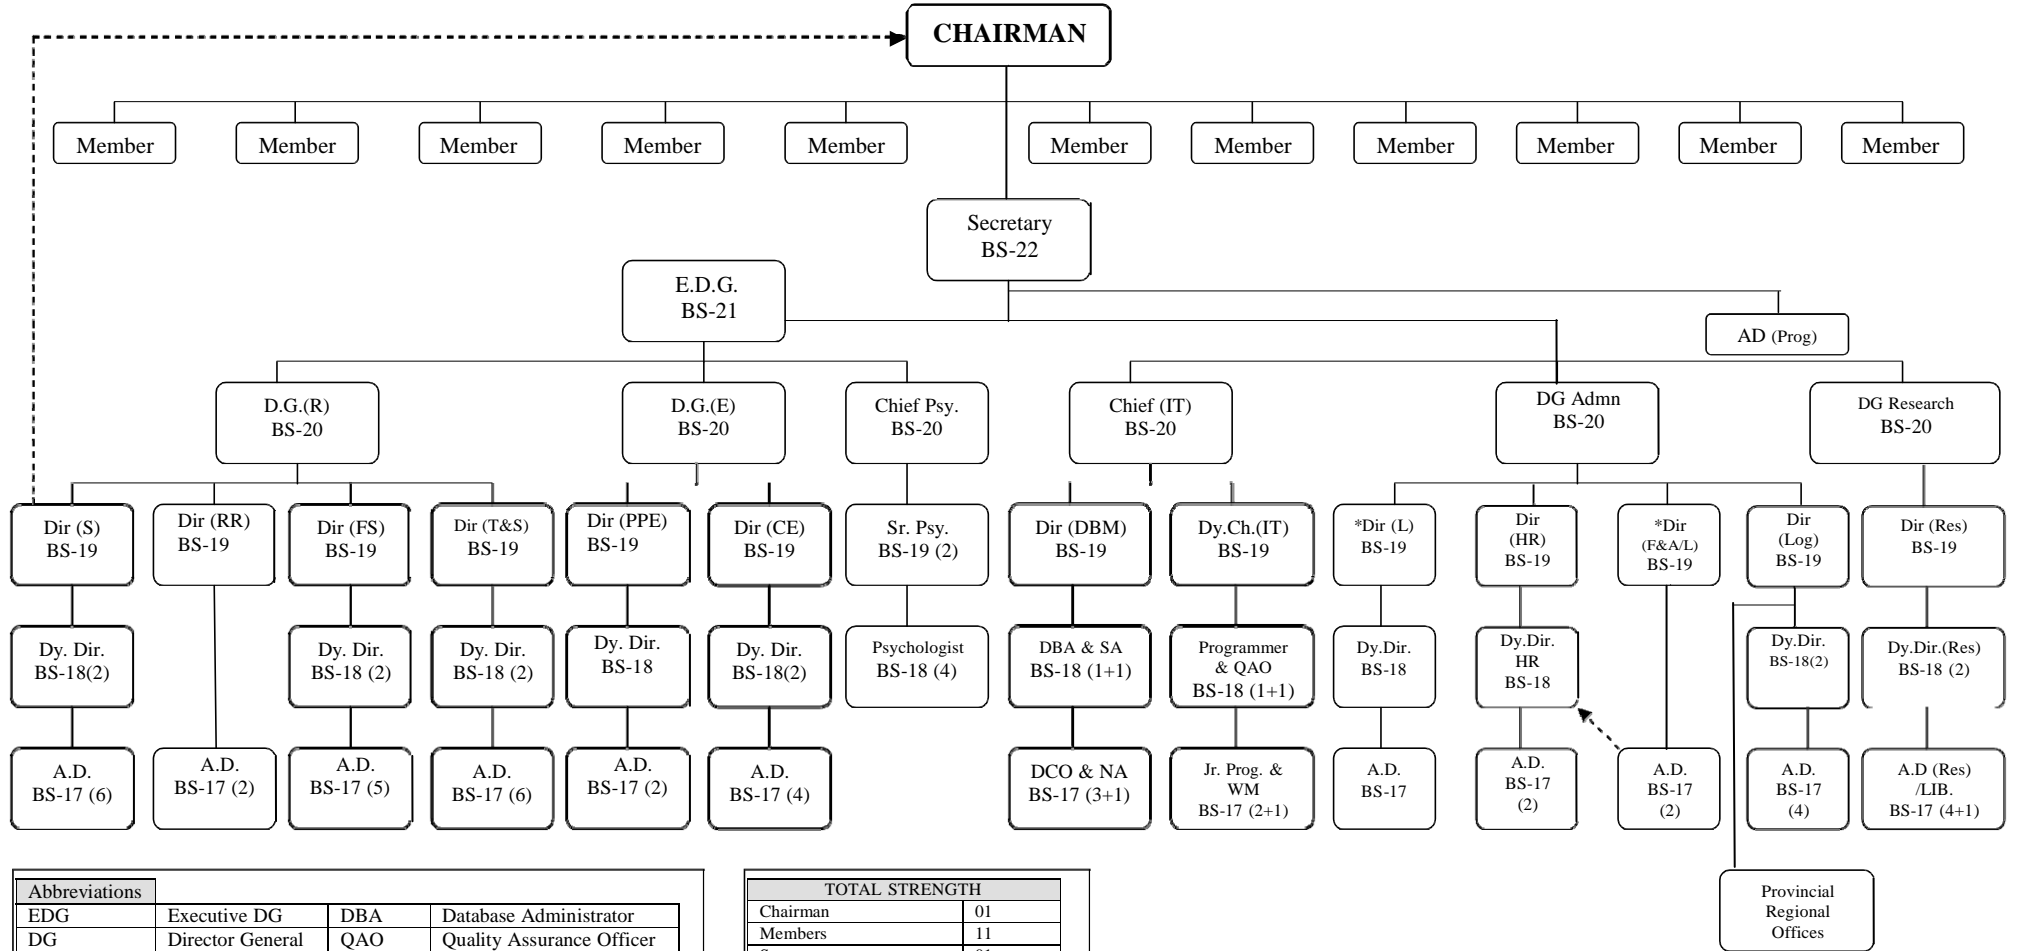 CHAIRMAN
Member
Member
Member
Member
Member
Member
Member
Member
Member
Member
Member
Secretary
BS-22
E.D.G.
BS-21
AD (Prog)
D.G.(R)
BS-20
D.G.(E)
BS-20
Chief Psy.
BS-20
Chief (IT)
BS-20
DG Admn
BS-20
DG Research
BS-20
Dir (S)
BS-19
Dir (RR)
BS-19
Dir (FS)
BS-19
Dir (T&S)
BS-19
Dir (PPE)
BS-19
Dir (CE)
BS-19
Sr. Psy.
BS-19 (2)
Dir (DBM)
BS-19
Dy.Ch.(IT)
BS-19
*Dir (L)
BS-19
Dir
(HR)
BS-19
*Dir
(F&A/L)
BS-19
Dir
(Log)
BS-19
Dir (Res)
BS-19
Dy. Dir.
BS-18(2)
Dy. Dir.
BS-18 (2)
Dy. Dir.
BS-18 (2)
Dy. Dir.
BS-18
Dy. Dir.
BS-18(2)
Psychologist
BS-18 (4)
DBA & SA
BS-18 (1+1)
Programmer
& QAO
BS-18 (1+1)
Dy.Dir.
BS-18
Dy.Dir.
HR
BS-18
Dy.Dir.
BS-18(2)
Dy.Dir.(Res)
BS-18 (2)
A.D.
BS-17 (6)
A.D.
BS-17 (2)
A.D.
BS-17 (5)
A.D.
BS-17 (6)
A.D.
BS-17 (2)
A.D.
BS-17 (4)
DCO & NA
BS-17 (3+1)
Jr. Prog. &
WM
BS-17 (2+1)
A.D.
BS-17
A.D.
BS-17
(2)
A.D.
BS-17
(2)
A.D.
BS-17
(4)
A.D (Res)
/LIB.
BS-17 (4+1)
Provincial
Regional
Offices
Abbreviations
EDG Executive DG DBA Database Administrator
DG Director General QAO Quality Assurance Officer
TOTAL STRENGTH
Chairman 01
Members 11